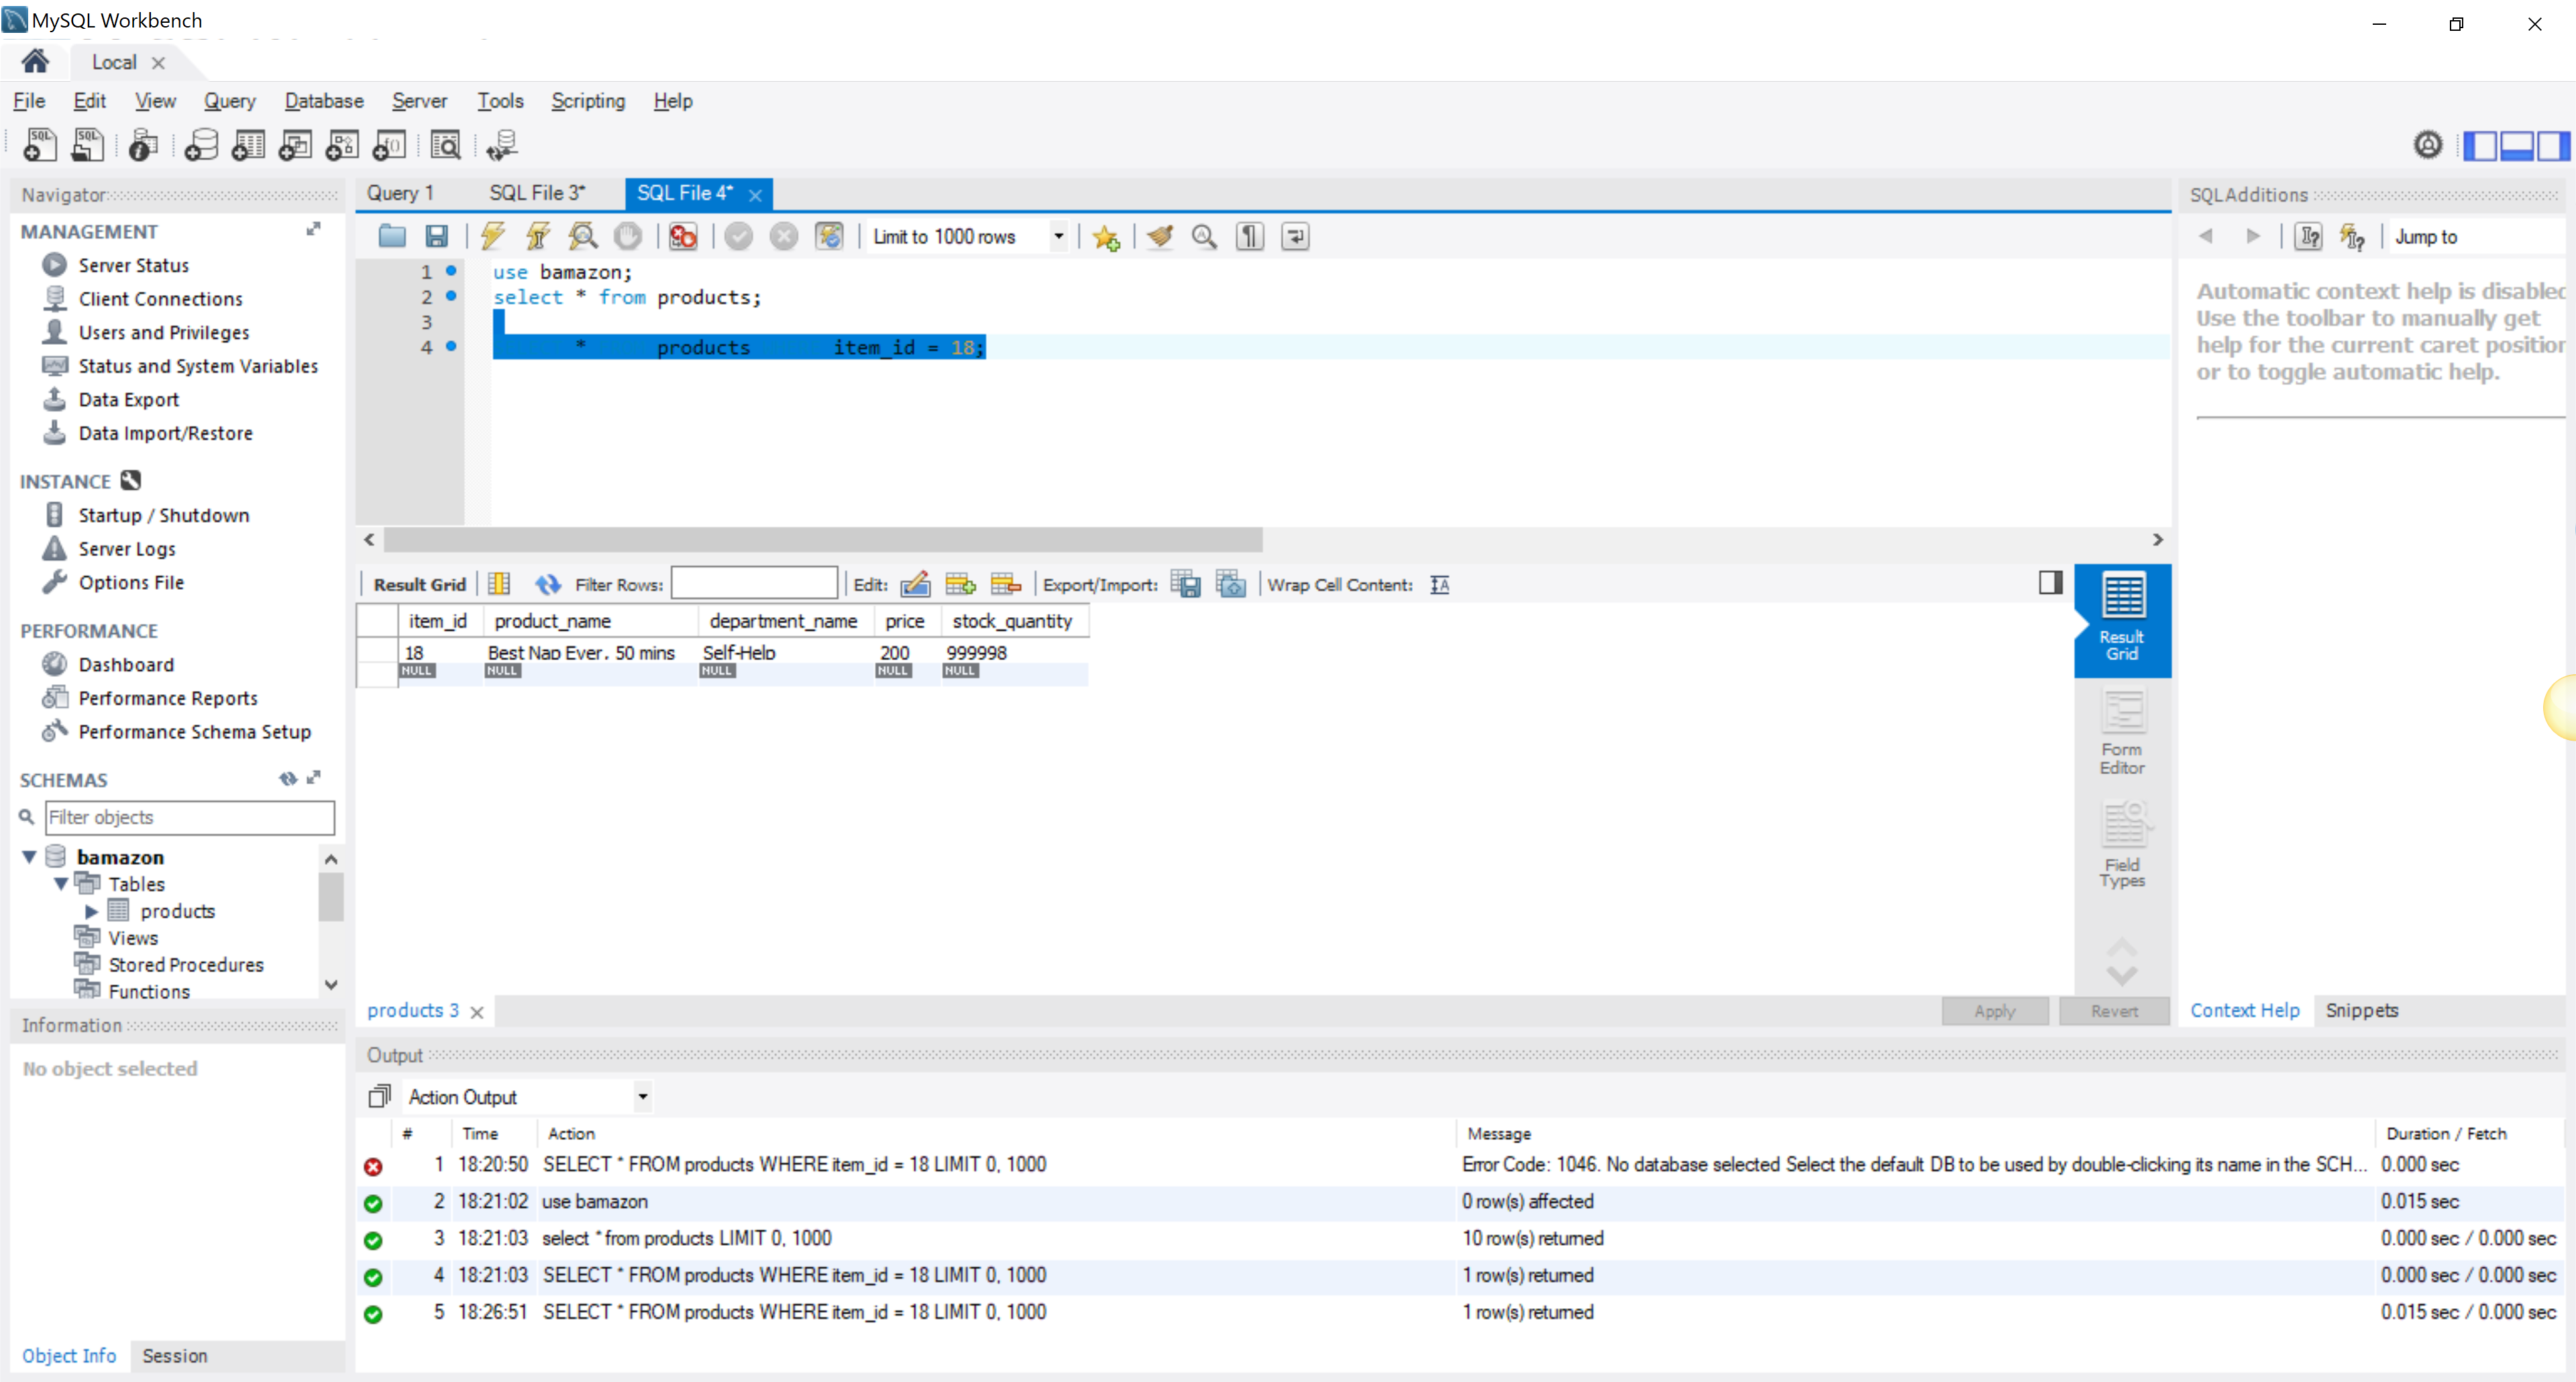 MySQL Workbench
Local
File Edit View Query Database Server Tools Scripting Help
Navigator
MANAGEMENT
Server Status
Client Connections
Users and Privileges
Status and System Variables
Data Export
Data Import/Restore
INSTANCE
Startup / Shutdown
Server Logs
Options File
PERFORMANCE
Dashboard
Performance Reports
Performance Schema Setup
SCHEMAS
Filter objects
bamazon
Tables
products
Views
Stored Procedures
Functions
Information
No object selected
Object Info Session
Query 1 SQL File 3* SQL File 4*
Limit to 1000 rows
1 use bamazon;
2 select * from products;
3
4 * products item_id = 18;
Result Grid Filter Rows: Edit: Export/Import: Wrap Cell Content:
item_id product_name department_name price stock_quantity
18 Best Nap Ever, 50 mins Self-Help 200 999998
NULL NULL NULL NULL NULL
Result
Grid
Form
Editor
Field
Types
products 3
Apply Revert
SQLAdditions
Jump to
Automatic context help is disabled
Use the toolbar to manually get
help for the current caret position
or to toggle automatic help.
Context Help Snippets
Output
Action Output
# Time Action Message Duration / Fetch
1 18:20:50 SELECT * FROM products WHERE item_id = 18 LIMIT 0, 1000 Error Code: 1046. No database selected Select the default DB to be used by double-clicking its name in the SCH... 0.000 sec
2 18:21:02 use bamazon 0 row(s) affected 0.015 sec
3 18:21:03 select * from products LIMIT 0, 1000 10 row(s) returned 0.000 sec / 0.000 sec
4 18:21:03 SELECT * FROM products WHERE item_id = 18 LIMIT 0, 1000 1 row(s) returned 0.000 sec / 0.000 sec
5 18:26:51 SELECT * FROM products WHERE item_id = 18 LIMIT 0, 1000 1 row(s) returned 0.015 sec / 0.000 sec